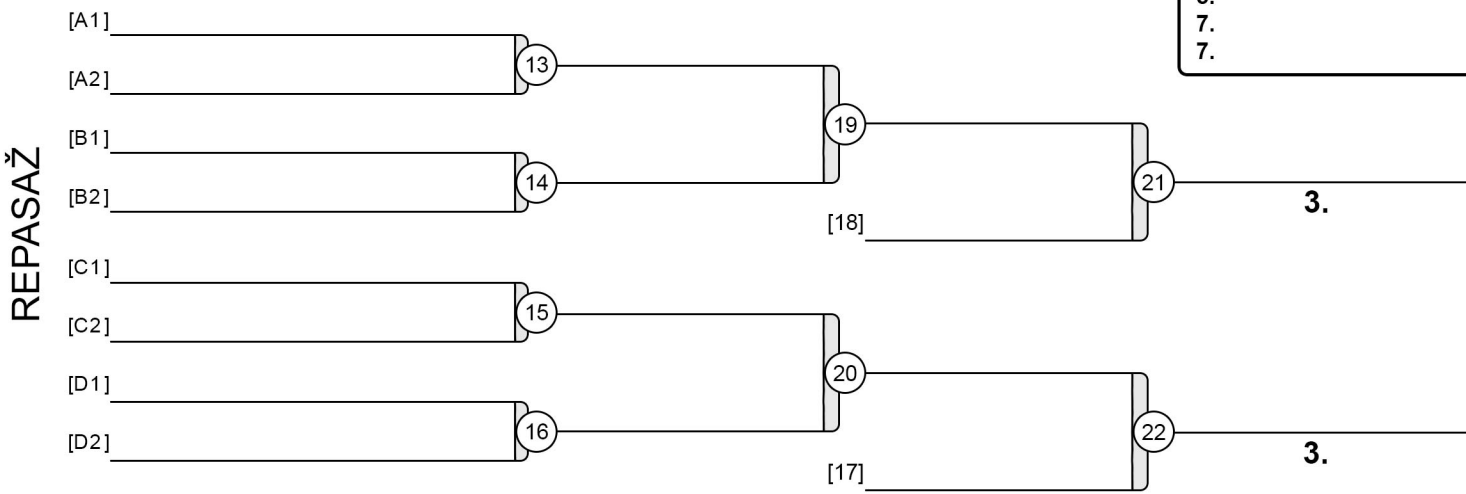 [A1]
[A2]
[B1]
[B2]
[C1]
[C2]
[D1]
[D2]
REPASAŽ
13
14
15
16
19
[18]
20
[17]
21
3.
22
3.
7.
7.